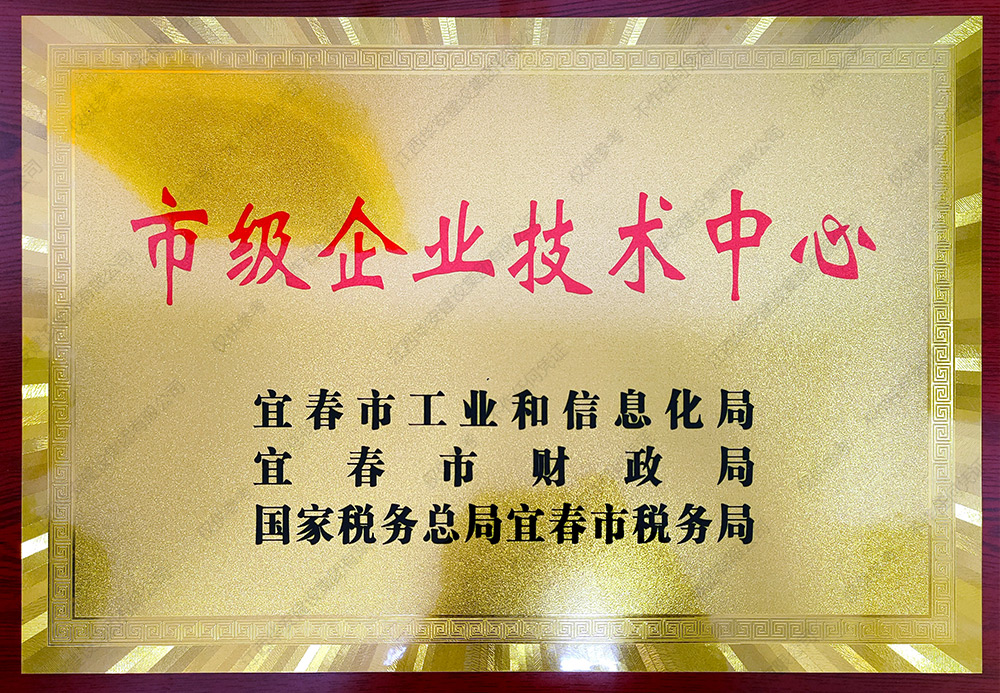 市级企业技术中心
宜春市工业和信息化局
宜春市财政局
国家税务总局宜春市税务局